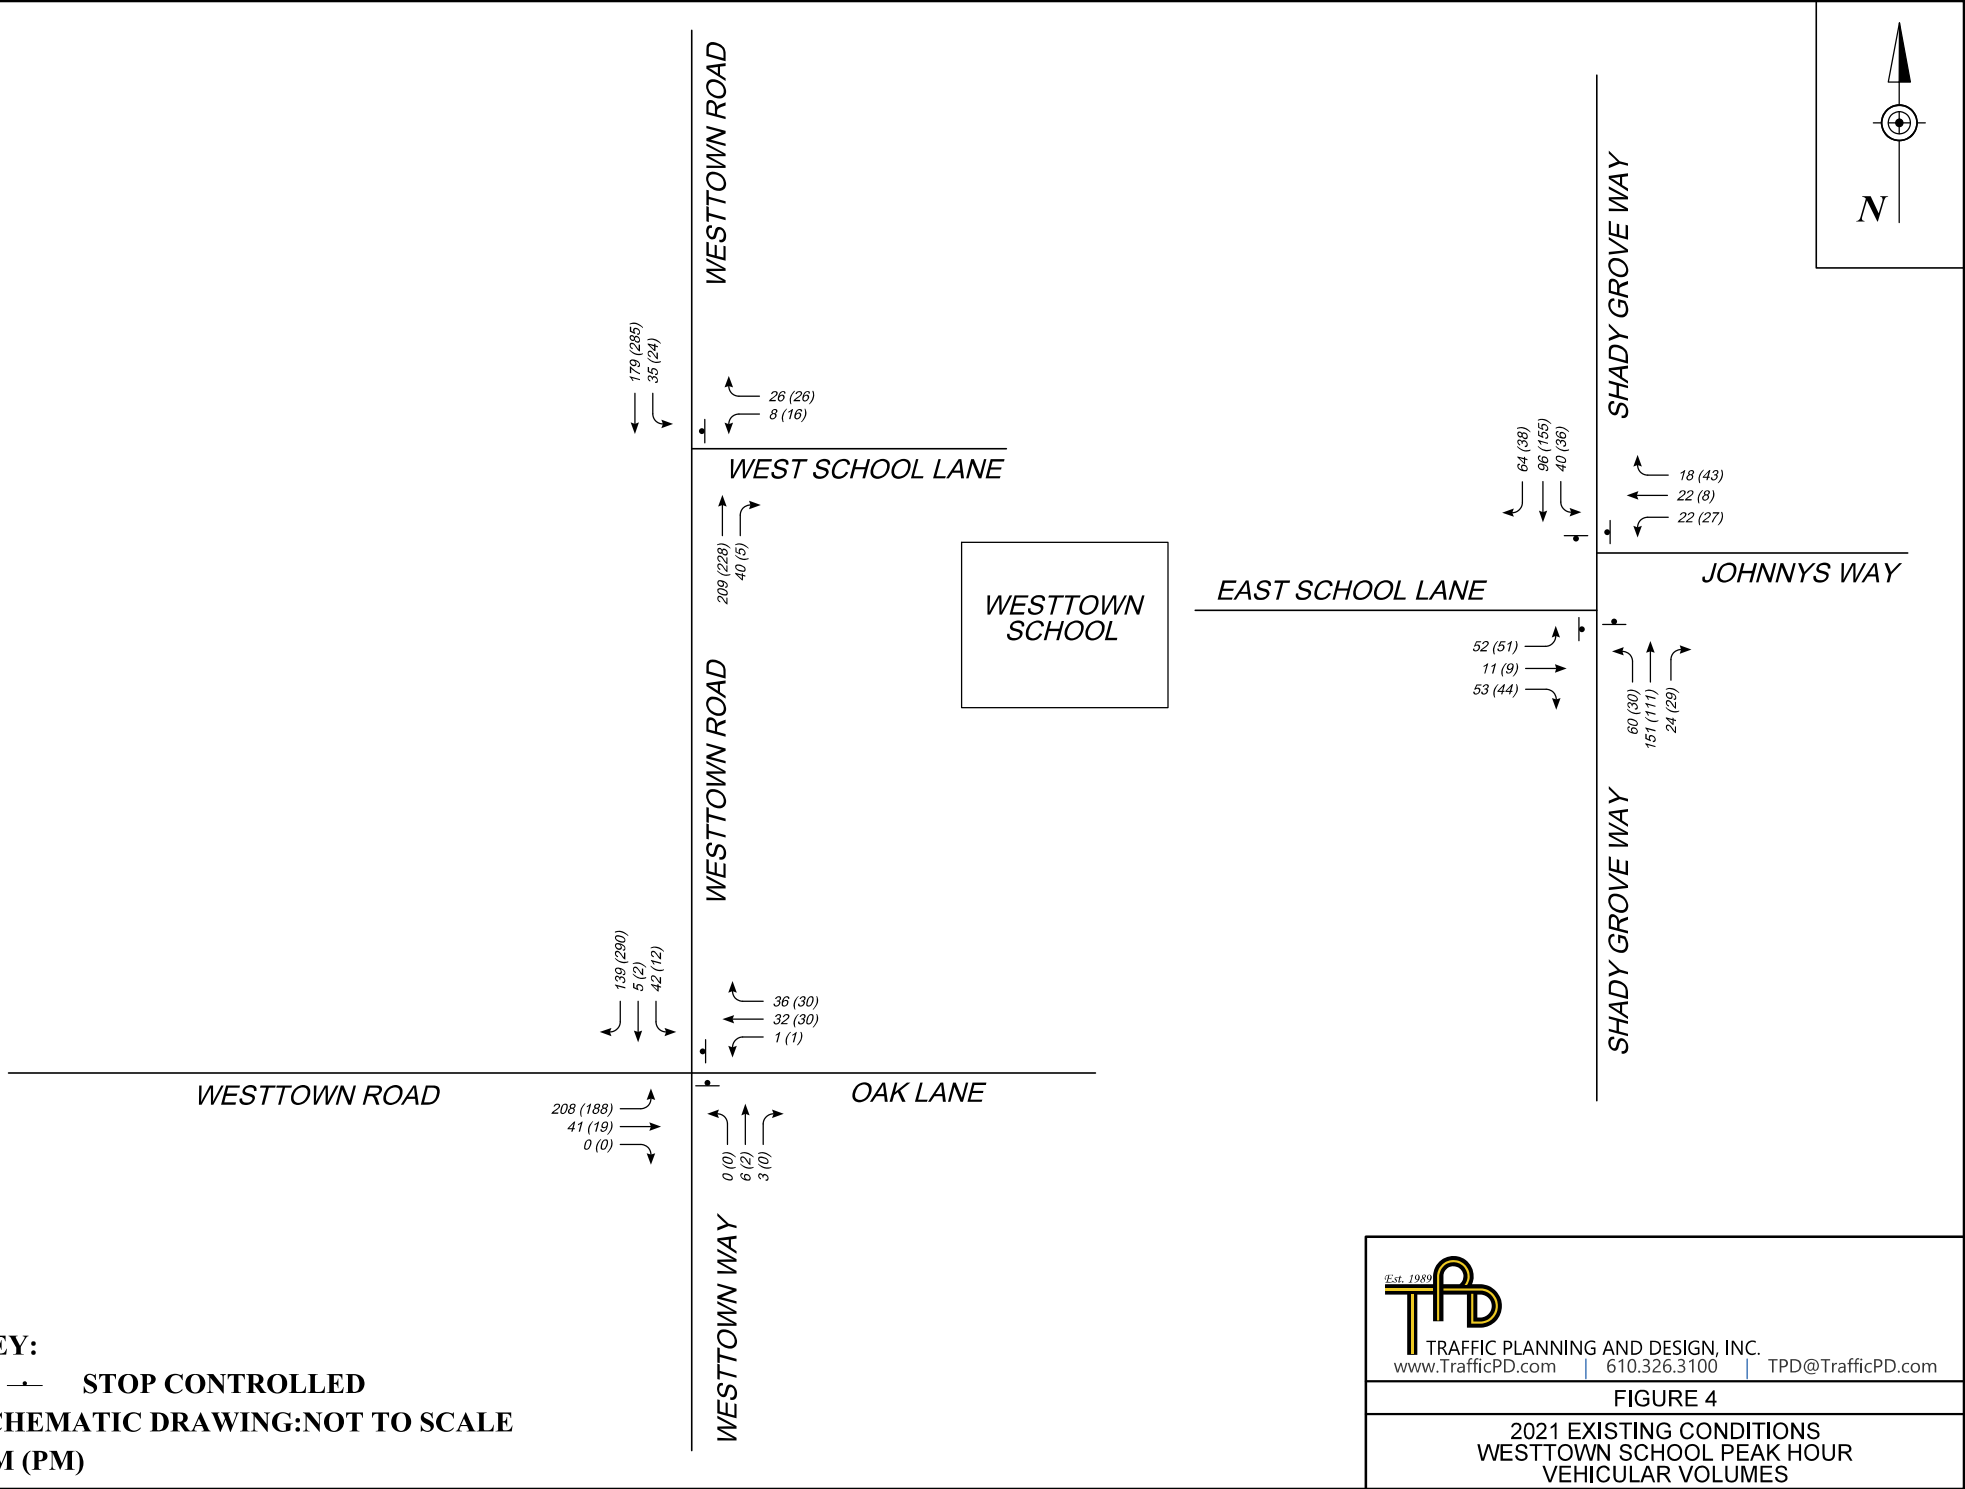 WESTTOWN ROAD
SHADY GROVE WAY
N
179 (285)
35 (24)
26 (26)
8 (16)
WEST SCHOOL LANE
209 (228)
40 (5)
64 (38)
96 (155)
40 (36)
18 (43)
22 (8)
22 (27)
JOHNNYS WAY
EAST SCHOOL LANE
WESTTOWN
SCHOOL
52 (51)
11 (9)
53 (44)
60 (30)
151 (111)
24 (29)
WESTTOWN ROAD
SHADY GROVE WAY
139 (290)
5 (2)
42 (12)
36 (30)
32 (30)
1 (1)
WESTTOWN ROAD
OAK LANE
208 (188)
41 (19)
0 (0)
0 (0)
6 (2)
3 (0)
WESTTOWN WAY
EY:
STOP CONTROLLED
CHEMATIC DRAWING:NOT TO SCALE
M (PM)
Est. 1989
TPD
TRAFFIC PLANNING AND DESIGN, INC.
www.TrafficPD.com | 610.326.3100 | TPD@TrafficPD.com
FIGURE 4
2021 EXISTING CONDITIONS
WESTTOWN SCHOOL PEAK HOUR
VEHICULAR VOLUMES